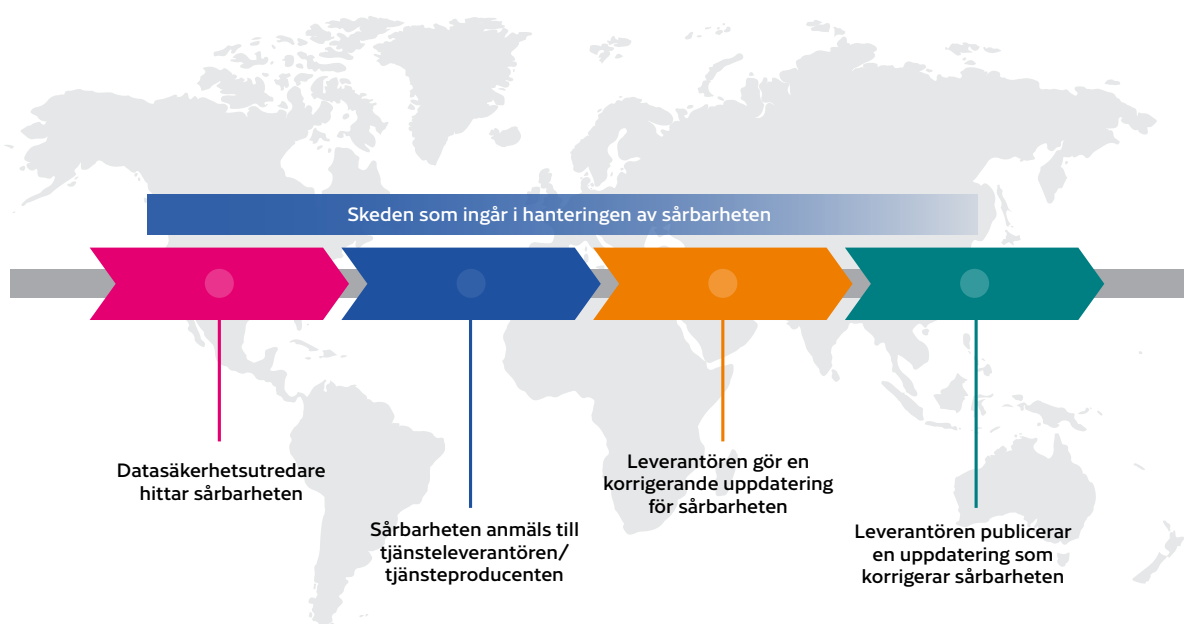 Skeden som ingår i hanteringen av sårbarheten
Datasäkerhetsutredare
hittar sårbarheten
Sårbarheten anmäls till
tjänsteleverantören/
tjänsteproducenten
Leverantören gör en
korrigerande uppdatering
för sårbarheten
Leverantören publicerar
en uppdatering som
korrigerar sårbarheten